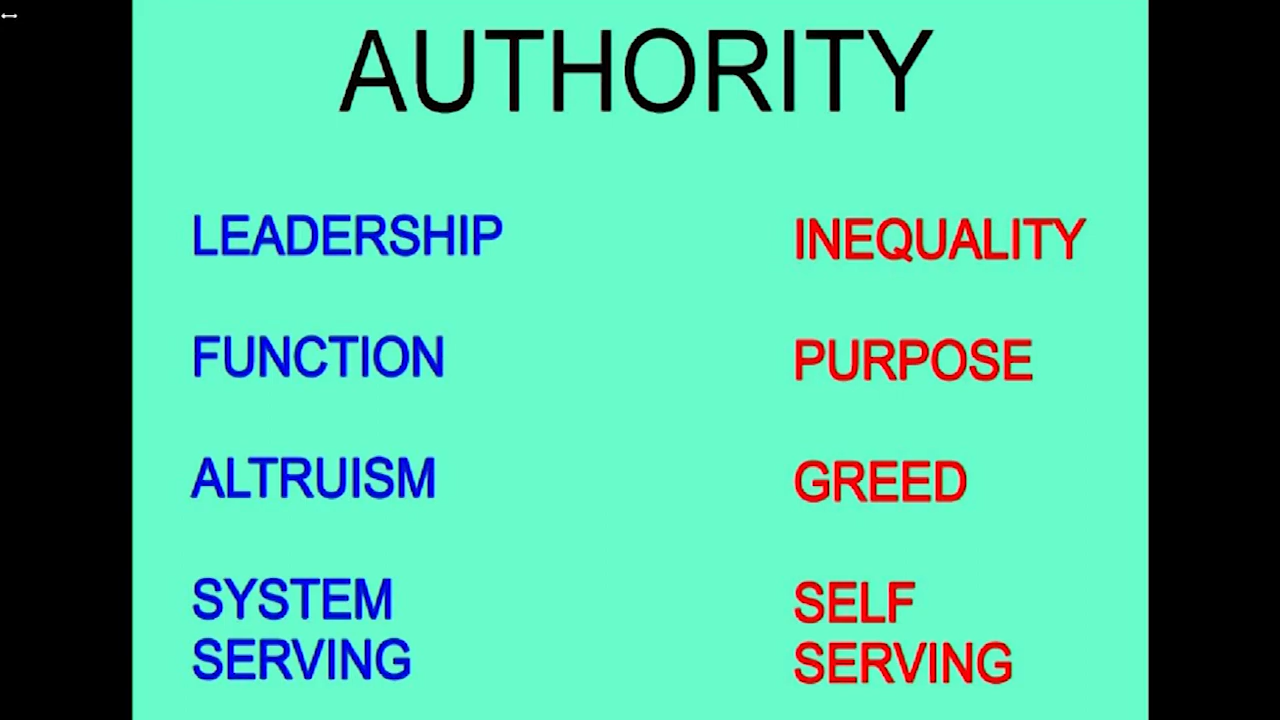 AUTHORITY
LEADERSHIP
INEQUALITY
FUNCTION
PURPOSE
ALTRUISM
GREED
SYSTEM
SERVING
SELF
SERVING